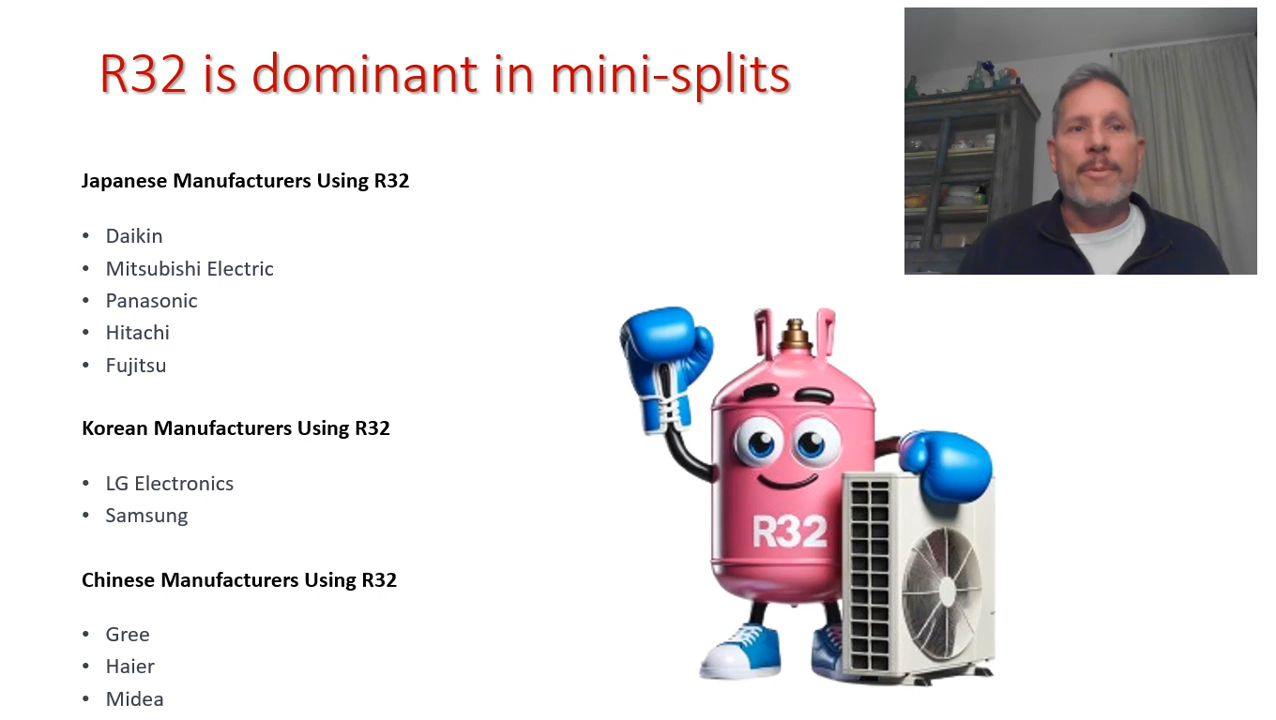 R32 is dominant in mini-splits
Japanese Manufacturers Using R32
• Daikin
• Mitsubishi Electric
• Panasonic
• Hitachi
• Fujitsu
Korean Manufacturers Using R32
• LG Electronics
• Samsung
Chinese Manufacturers Using R32
• Gree
• Haier
• Midea
R32